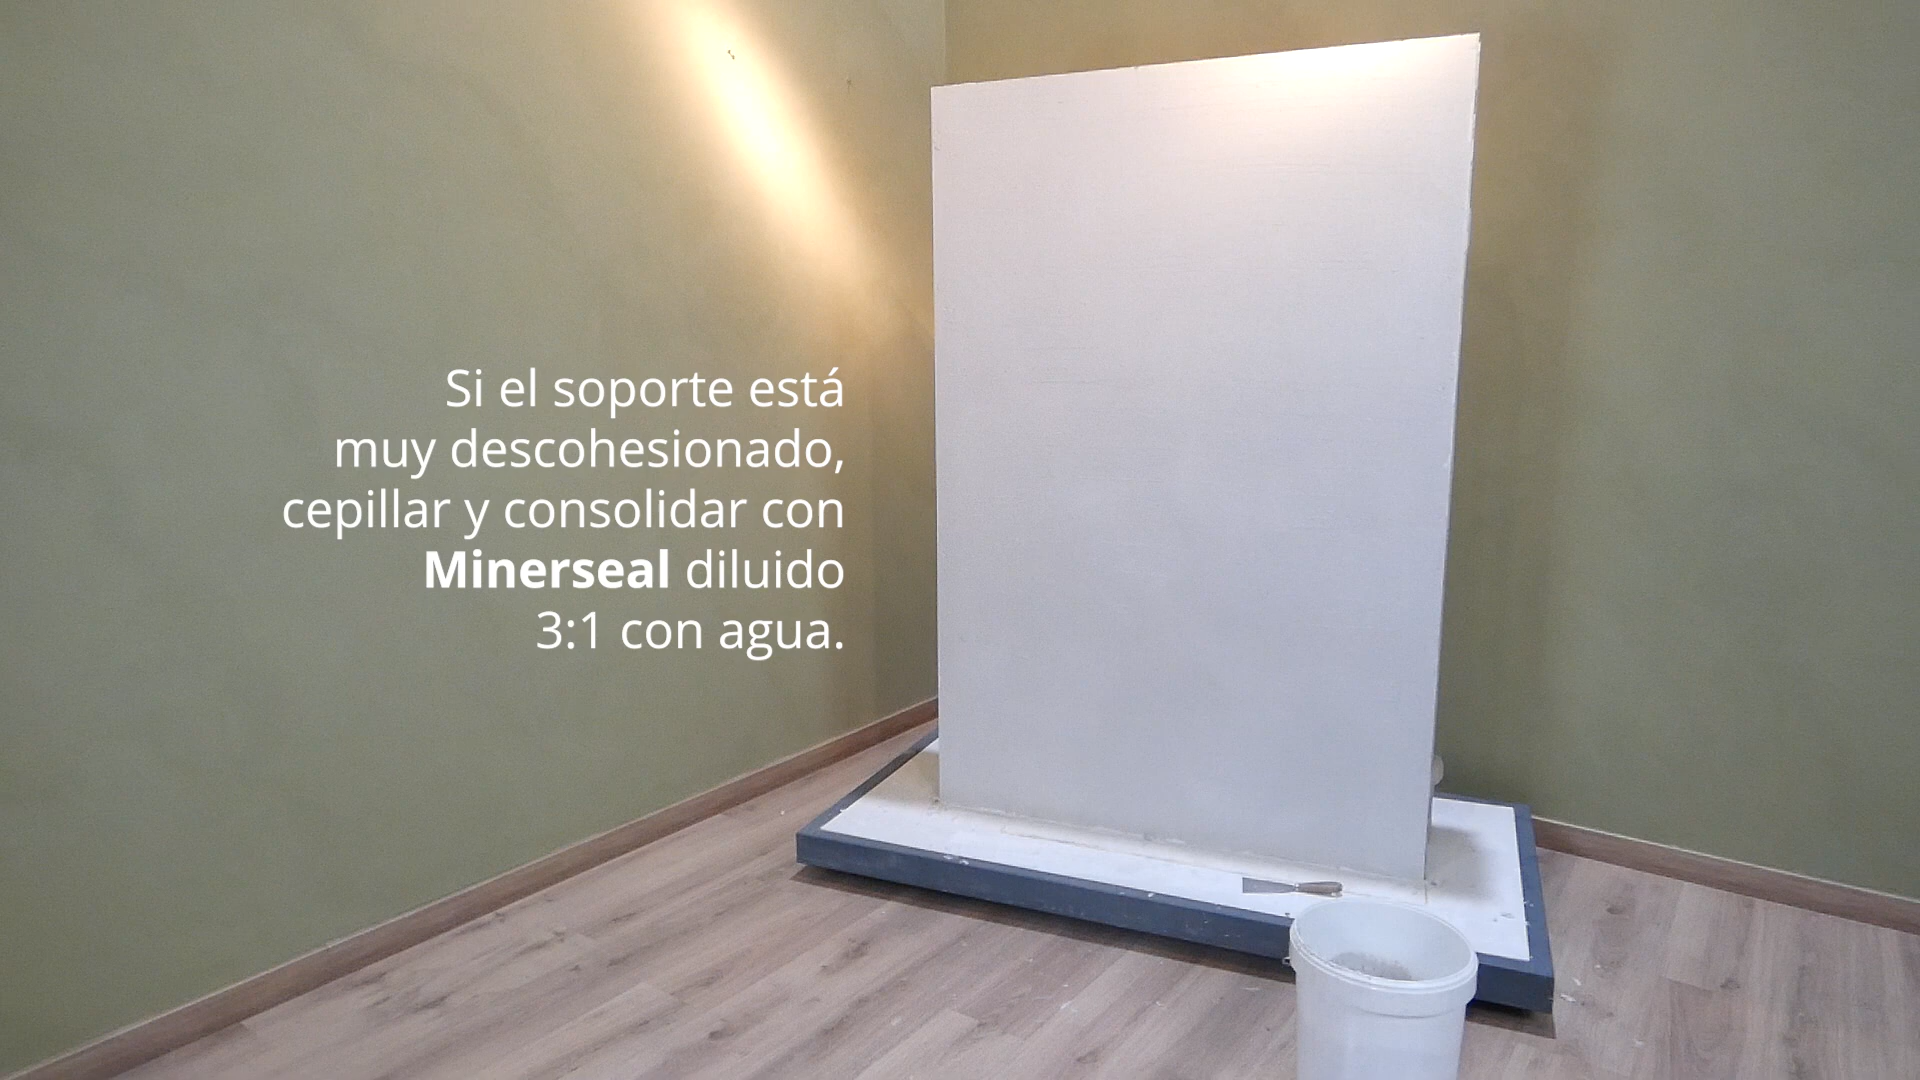 Si el soporte está
muy descohesionado,
cepillar y consolidar con
Minerseal diluido
3:1 con agua.